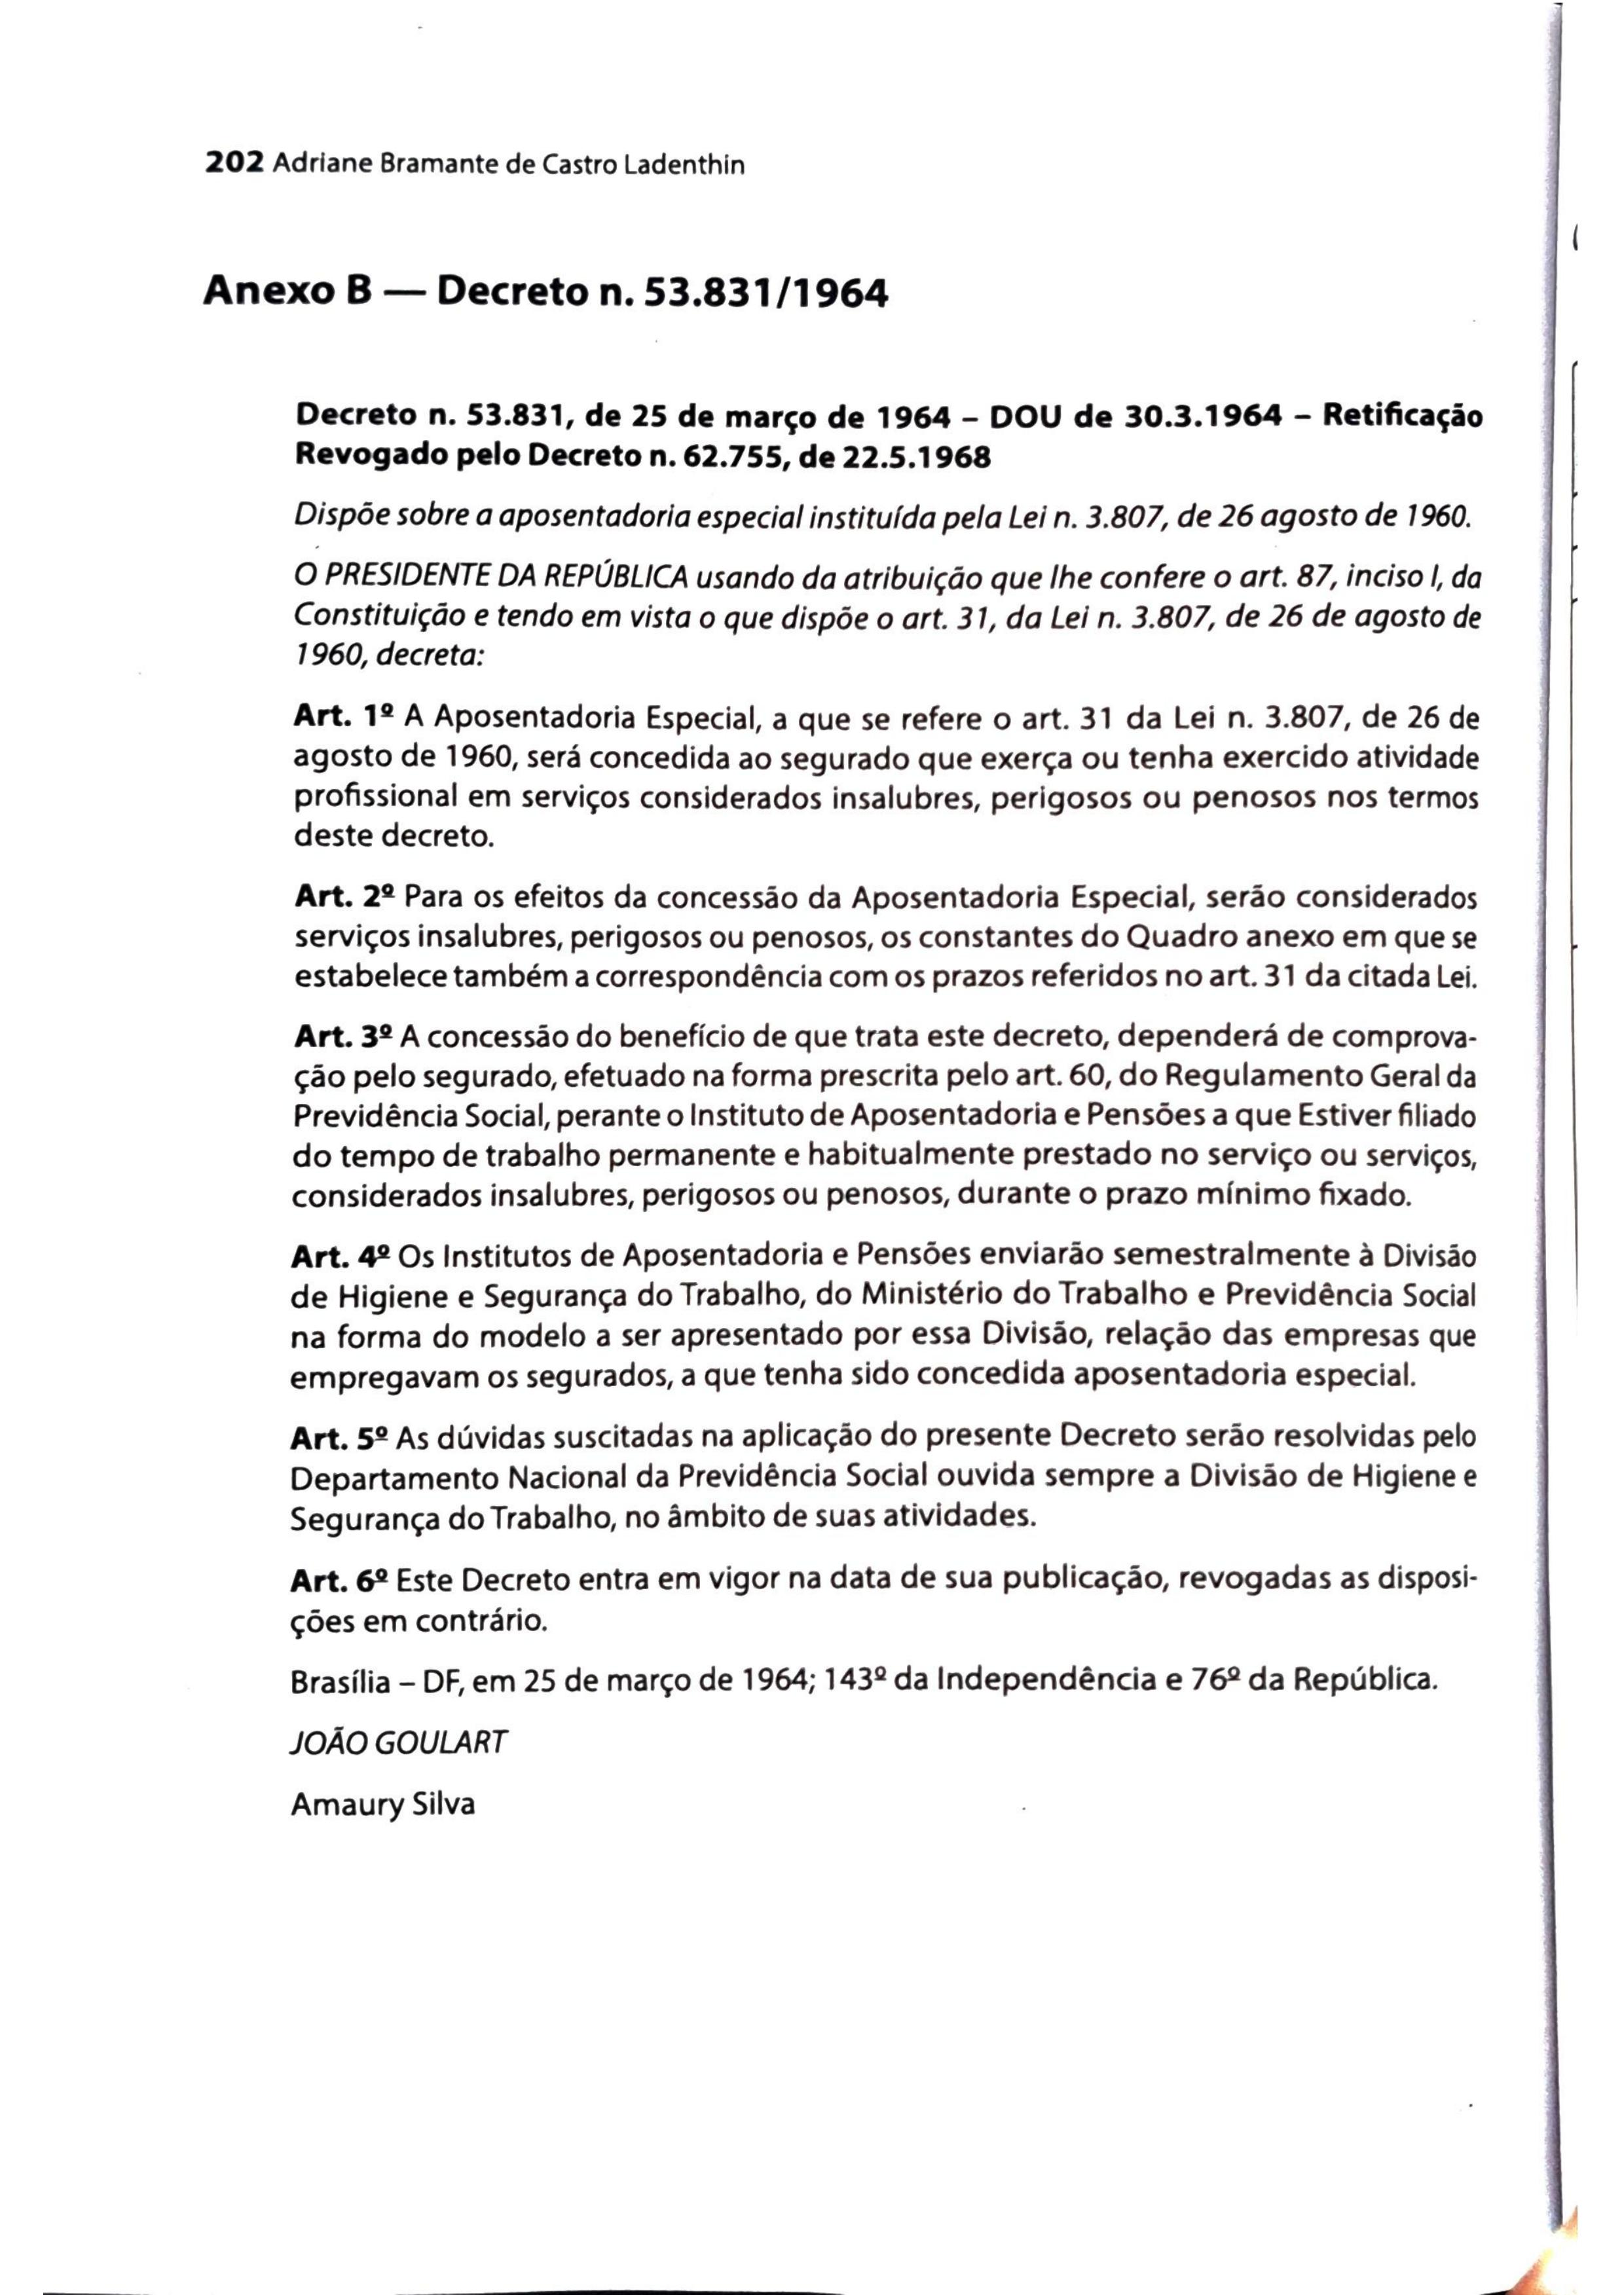 202 Adriane Bramante de Castro Ladenthin
Anexo B — Decreto n. 53.831/1964
Decreto n. 53.831, de 25 de março de 1964 – DOU de 30.3.1964 – Retificação
Revogado pelo Decreto n. 62.755, de 22.5.1968
Dispõe sobre a aposentadoria especial instituída pela Lei n. 3.807, de 26 agosto de 1960.
O PRESIDENTE DA REPÚBLICA usando da atribuição que lhe confere o art. 87, inciso I, da
Constituição e tendo em vista o que dispõe o art. 31, da Lei n. 3.807, de 26 de agosto de
1960, decreta:
Art. 1º A Aposentadoria Especial, a que se refere o art. 31 da Lei n. 3.807, de 26 de
agosto de 1960, será concedida ao segurado que exerça ou tenha exercido atividade
profissional em serviços considerados insalubres, perigosos ou penosos nos termos
deste decreto.
Art. 2º Para os efeitos da concessão da Aposentadoria Especial, serão considerados
serviços insalubres, perigosos ou penosos, os constantes do Quadro anexo em que se
estabelece também a correspondência com os prazos referidos no art. 31 da citada Lei.
Art. 3º A concessão do benefício de que trata este decreto, dependerá de comprova-
ção pelo segurado, efetuado na forma prescrita pelo art. 60, do Regulamento Geral da
Previdência Social, perante o Instituto de Aposentadoria e Pensões a que Estiver filiado
do tempo de trabalho permanente e habitualmente prestado no serviço ou serviços,
considerados insalubres, perigosos ou penosos, durante o prazo mínimo fixado.
Art. 4º Os Institutos de Aposentadoria e Pensões enviarão semestralmente à Divisão
de Higiene e Segurança do Trabalho, do Ministério do Trabalho e Previdência Social
na forma do modelo a ser apresentado por essa Divisão, relação das empresas que
empregavam os segurados, a que tenha sido concedida aposentadoria especial.
Art. 5º As dúvidas suscitadas na aplicação do presente Decreto serão resolvidas pelo
Departamento Nacional da Previdência Social ouvida sempre a Divisão de Higiene e
Segurança do Trabalho, no âmbito de suas atividades.
Art. 6º Este Decreto entra em vigor na data de sua publicação, revogadas as disposi-
ções em contrário.
Brasília – DF, em 25 de março de 1964; 143º da Independência e 76º da República.
JOÃO GOULART
Amaury Silva